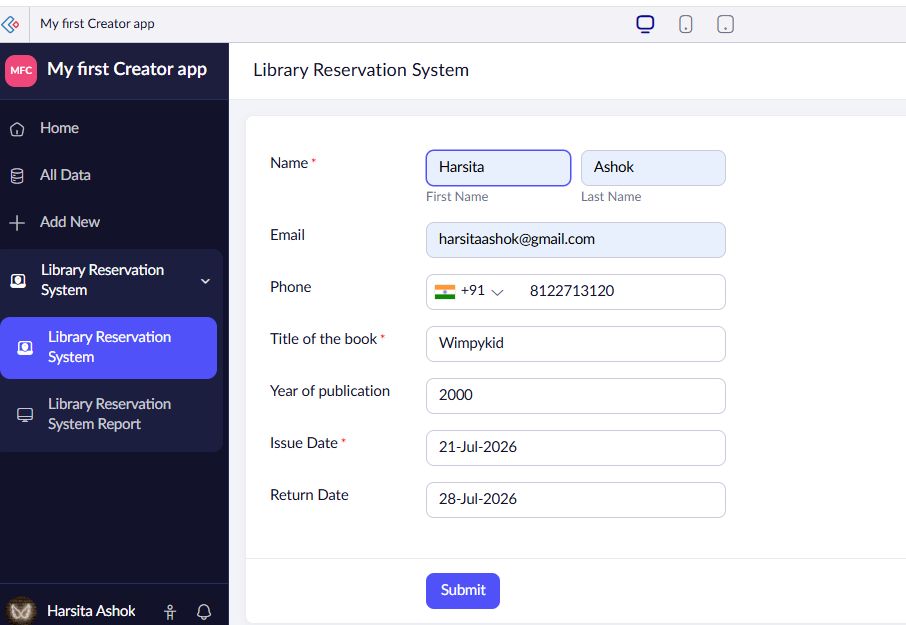 My first Creator app
MFC My first Creator app
Home
All Data
Add New
Library Reservation
System
Library Reservation
System
Library Reservation
System Report
Harsita Ashok
Library Reservation System
Name * Harsita Ashok
First Name Last Name
Email harsitaashok@gmail.com
Phone +91 8122713120
Title of the book * Wimpykid
Year of publication 2000
Issue Date * 21-Jul-2026
Return Date 28-Jul-2026
Submit